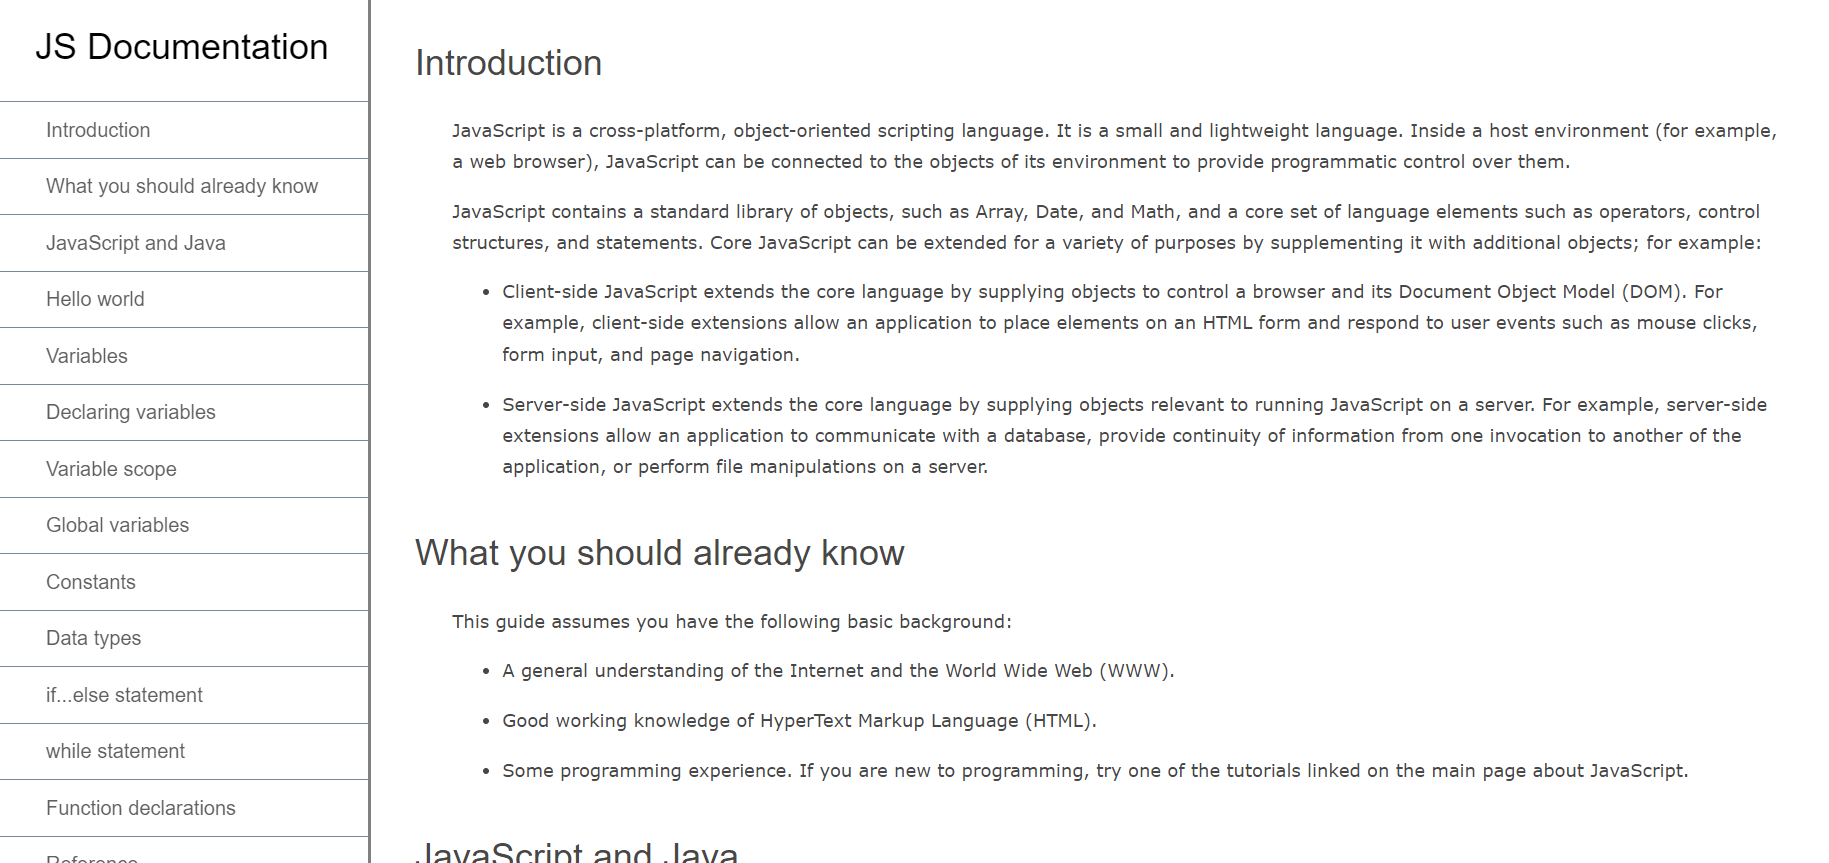 JS Documentation
Introduction
What you should already know
JavaScript and Java
Hello world
Variables
Declaring variables
Variable scope
Global variables
Constants
Data types
if...else statement
while statement
Function declarations
Reference
Introduction
JavaScript is a cross-platform, object-oriented scripting language. It is a small and lightweight language. Inside a host environment (for example,
a web browser), JavaScript can be connected to the objects of its environment to provide programmatic control over them.
JavaScript contains a standard library of objects, such as Array, Date, and Math, and a core set of language elements such as operators, control
structures, and statements. Core JavaScript can be extended for a variety of purposes by supplementing it with additional objects; for example:
• Client-side JavaScript extends the core language by supplying objects to control a browser and its Document Object Model (DOM). For
example, client-side extensions allow an application to place elements on an HTML form and respond to user events such as mouse clicks,
form input, and page navigation.
• Server-side JavaScript extends the core language by supplying objects relevant to running JavaScript on a server. For example, server-side
extensions allow an application to communicate with a database, provide continuity of information from one invocation to another of the
application, or perform file manipulations on a server.
What you should already know
This guide assumes you have the following basic background:
• A general understanding of the Internet and the World Wide Web (WWW).
• Good working knowledge of HyperText Markup Language (HTML).
• Some programming experience. If you are new to programming, try one of the tutorials linked on the main page about JavaScript.
JavaScript and Java